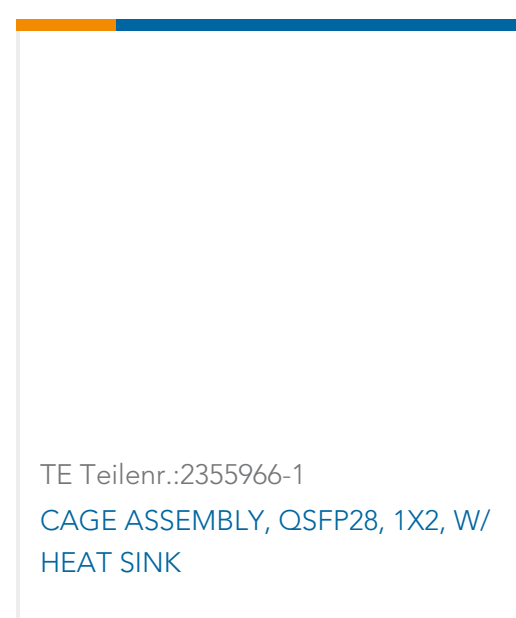 TE Teilenr.:2355966-1
CAGE ASSEMBLY, QSFP28, 1X2, W/
HEAT SINK